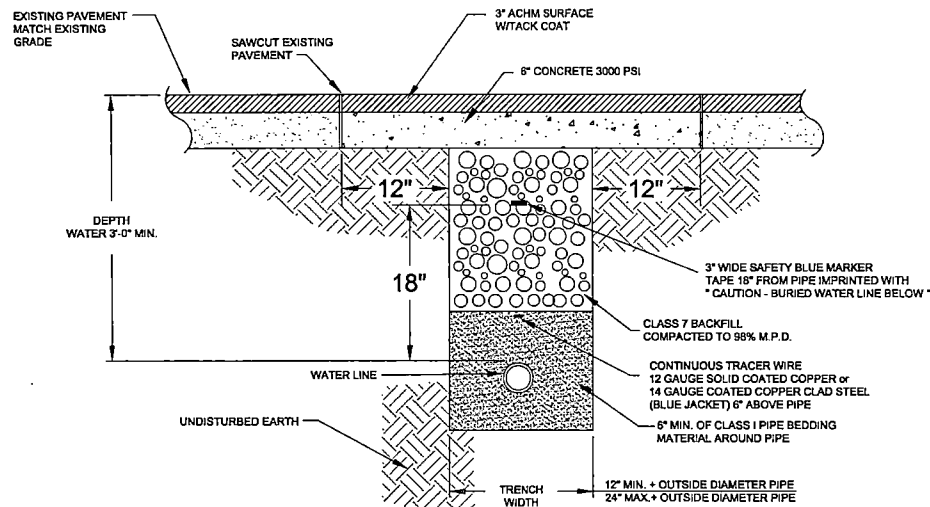 EXISTING PAVEMENT
MATCH EXISTING
GRADE
SAWCUT EXISTING
PAVEMENT
3" ACHM SURFACE
W/TACK COAT
6" CONCRETE 3000 PSI
12"
12"
DEPTH
WATER 3'-0" MIN.
18"
3" WIDE SAFETY BLUE MARKER
TAPE 18" FROM PIPE IMPRINTED WITH
" CAUTION - BURIED WATER LINE BELOW "
CLASS 7 BACKFILL
COMPACTED TO 98% M.P.D.
WATER LINE
CONTINUOUS TRACER WIRE
12 GAUGE SOLID COATED COPPER or
14 GAUGE COATED COPPER CLAD STEEL
(BLUE JACKET) 6" ABOVE PIPE
UNDISTURBED EARTH
6" MIN. OF CLASS I PIPE BEDDING
MATERIAL AROUND PIPE
TRENCH
WIDTH
12" MIN. + OUTSIDE DIAMETER PIPE
24" MAX.+ OUTSIDE DIAMETER PIPE